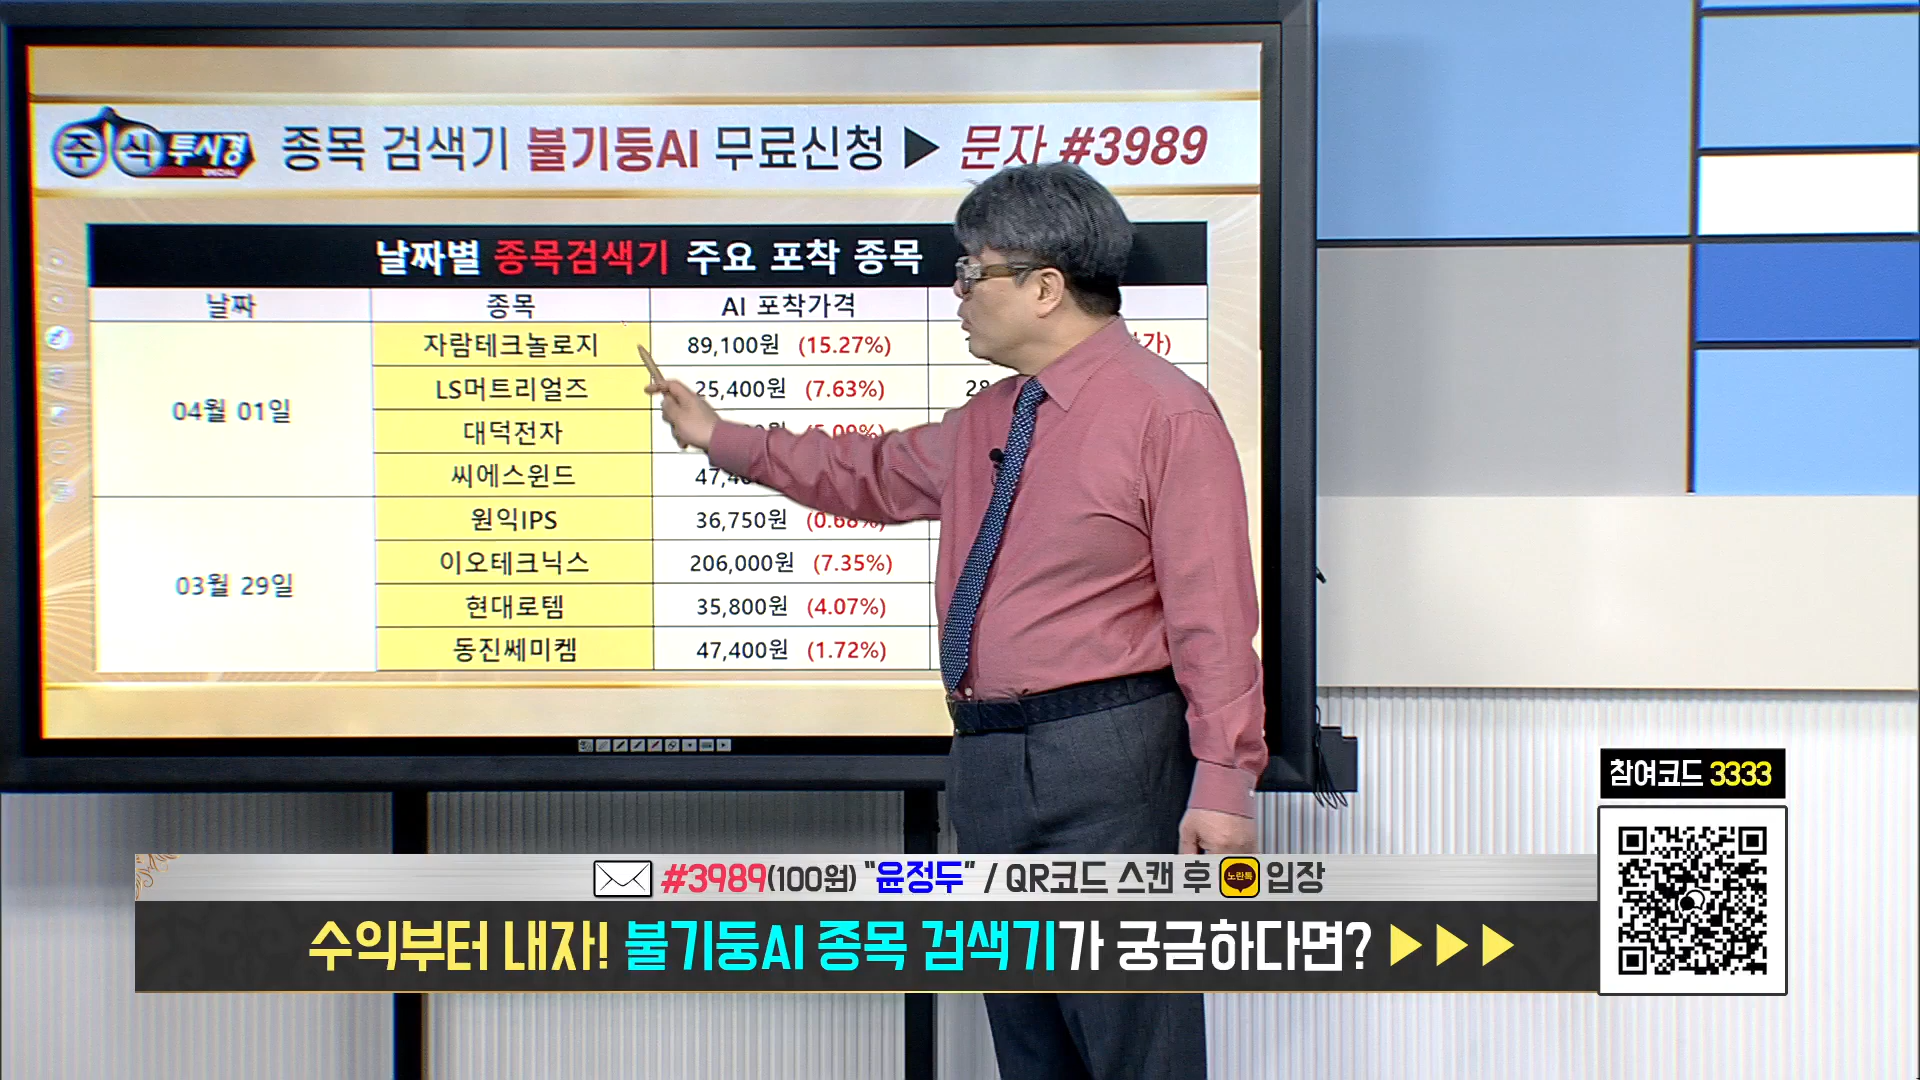 주식투시경 SPECIAL
종목 검색기 불기둥AI 무료신청 ▶ 문자 #3989
날짜별 종목검색기 주요 포착 종목
날짜 종목 AI 포착가격
04월 01일
자람테크놀로지 89,100원 (15.27%)
LS머트리얼즈 25,400원 (7.63%) 28
대덕전자
씨에스윈드
03월 29일
원익IPS 36,750원 (0.68%)
이오테크닉스 206,000원 (7.35%)
현대로템 35,800원 (4.07%)
동진쎄미켐 47,400원 (1.72%)
참여코드 3333
#3989(100원) "윤정두" / QR코드 스캔 후 노란톡 입장
수익부터 내자! 불기둥AI 종목 검색기가 궁금하다면? ▶▶▶